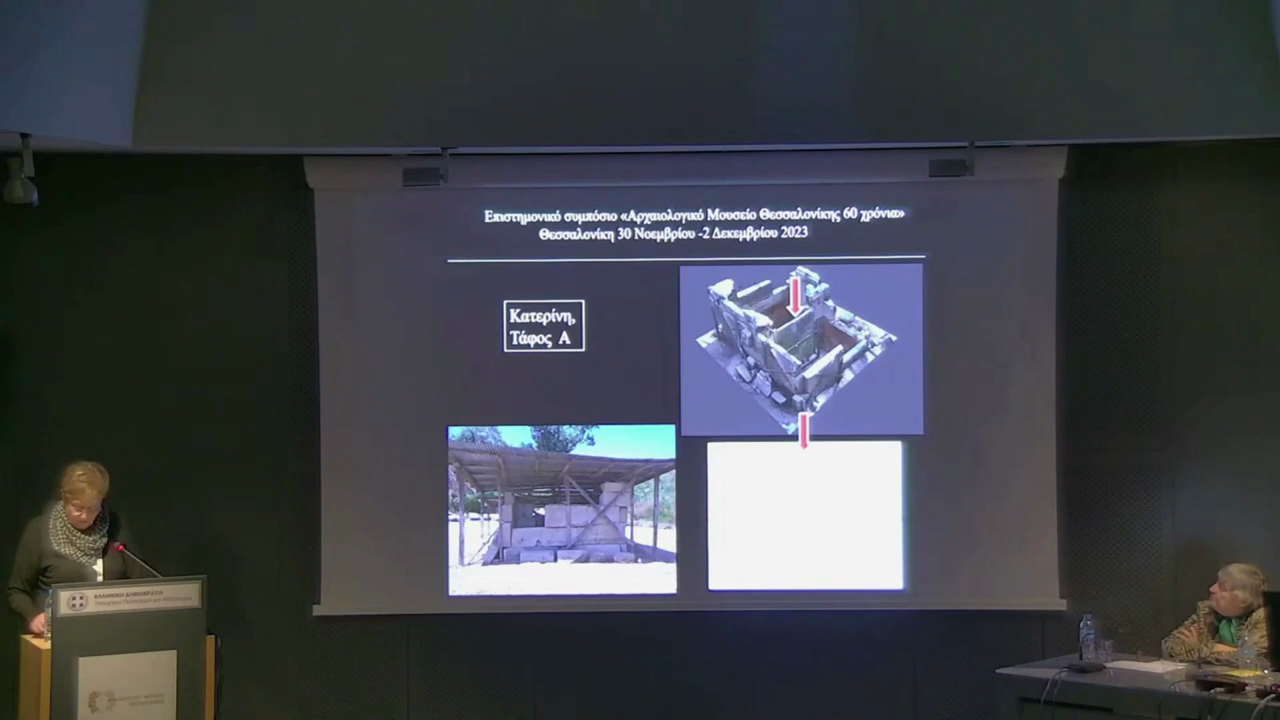 Επιστημονικό συμπόσιο «Αρχαιολογικό Μουσείο Θεσσαλονίκης 60 χρόνια»
Θεσσαλονίκη 30 Νοεμβρίου -2 Δεκεμβρίου 2023
Κατερίνη,
Τάφος Α
ΕΛΛΗΝΙΚΗ ΔΗΜΟΚΡΑΤΙΑ